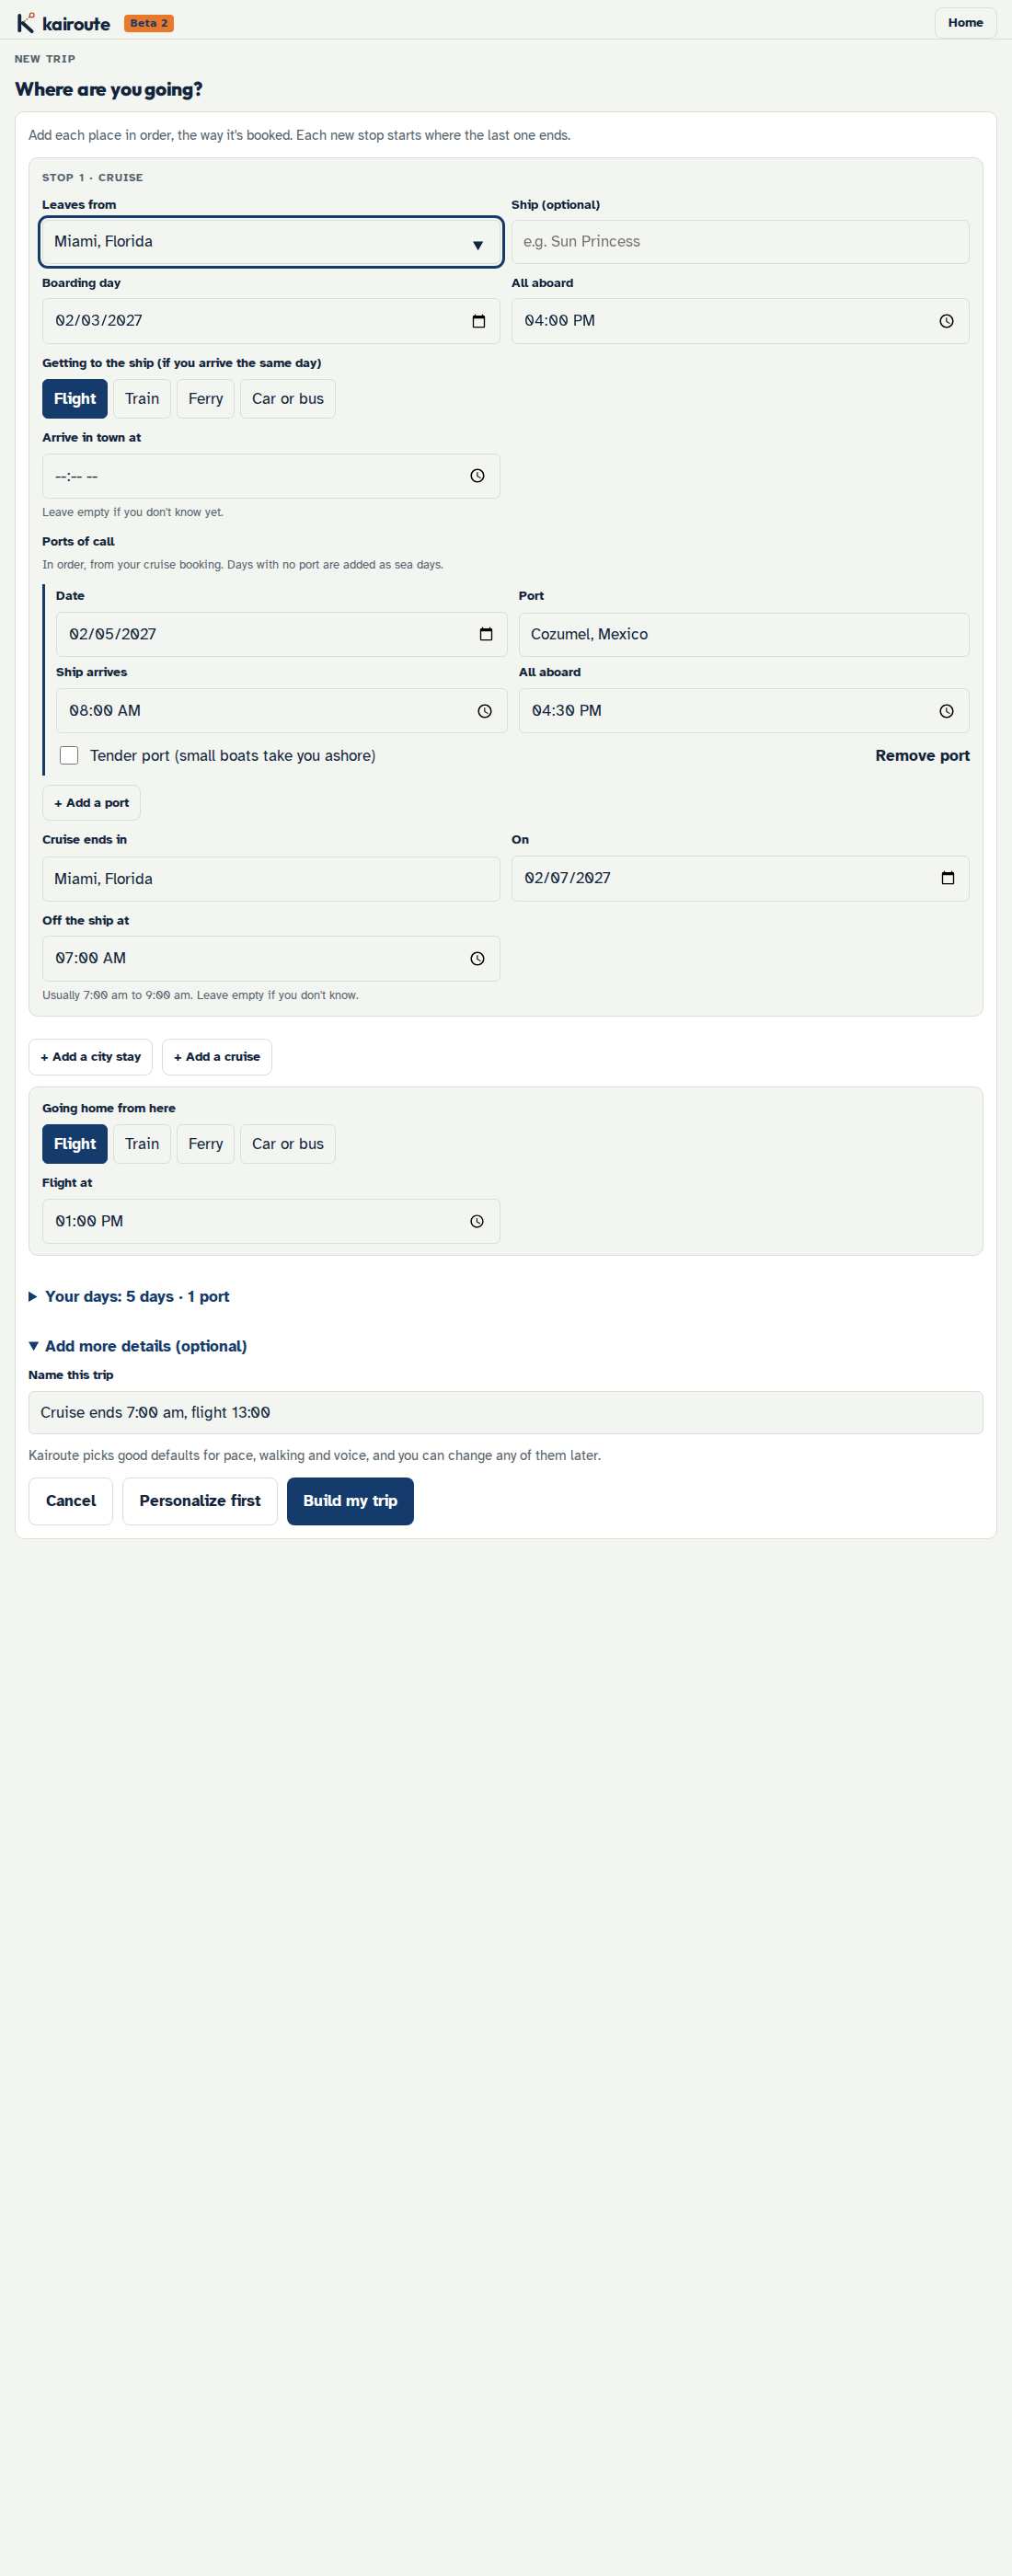 kairoute Beta 2 Home
NEW TRIP
Where are you going?
Add each place in order, the way it's booked. Each new stop starts where the last one ends.
STOP 1 · CRUISE
Leaves from Ship (optional)
Miami, Florida e.g. Sun Princess
Boarding day All aboard
02/03/2027 04:00 PM
Getting to the ship (if you arrive the same day)
Flight Train Ferry Car or bus
Arrive in town at
--:-- --
Leave empty if you don't know yet.
Ports of call
In order, from your cruise booking. Days with no port are added as sea days.
Date Port
02/05/2027 Cozumel, Mexico
Ship arrives All aboard
08:00 AM 04:30 PM
Tender port (small boats take you ashore) Remove port
+ Add a port
Cruise ends in On
Miami, Florida 02/07/2027
Off the ship at
07:00 AM
Usually 7:00 am to 9:00 am. Leave empty if you don't know.
+ Add a city stay + Add a cruise
Going home from here
Flight Train Ferry Car or bus
Flight at
01:00 PM
Your days: 5 days · 1 port
Add more details (optional)
Name this trip
Cruise ends 7:00 am, flight 13:00
Kairoute picks good defaults for pace, walking and voice, and you can change any of them later.
Cancel Personalize first Build my trip